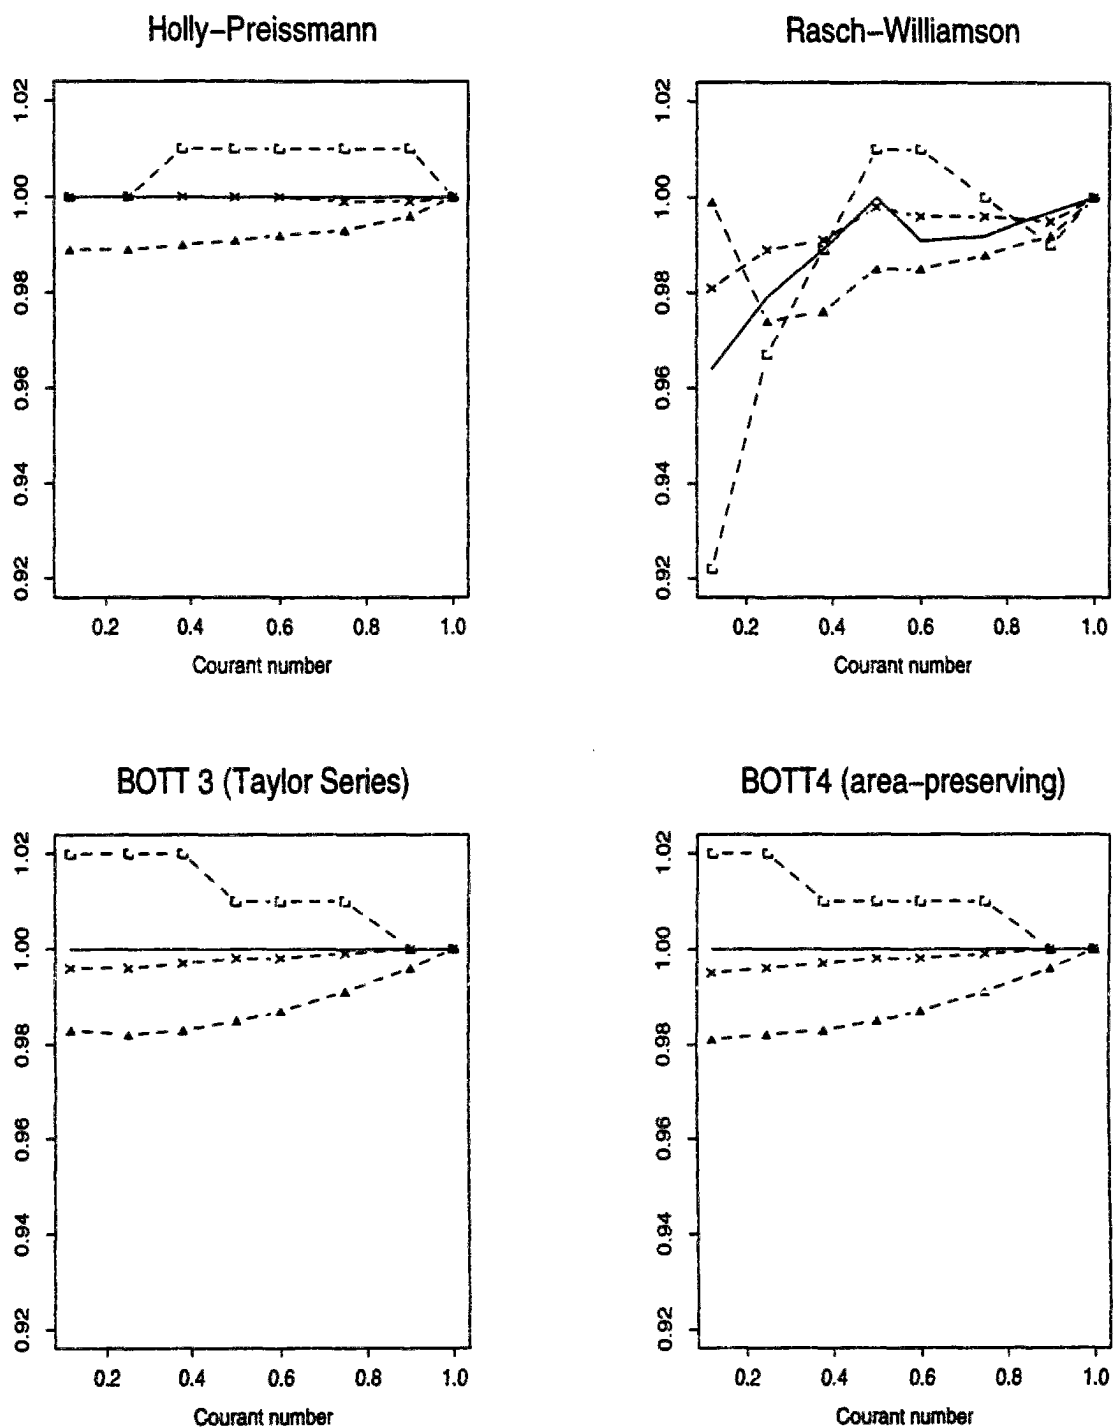 Holly-Preissmann
1.02
1.00
0.98
0.96
0.94
0.92
0.2 0.4 0.6 0.8 1.0
Courant number
Rasch-Williamson
1.02
1.00
0.98
0.96
0.94
0.92
0.2 0.4 0.6 0.8 1.0
Courant number
BOTT 3 (Taylor Series)
1.02
1.00
0.98
0.96
0.94
0.92
0.2 0.4 0.6 0.8 1.0
Courant number
BOTT4 (area-preserving)
1.02
1.00
0.98
0.96
0.94
0.92
0.2 0.4 0.6 0.8 1.0
Courant number